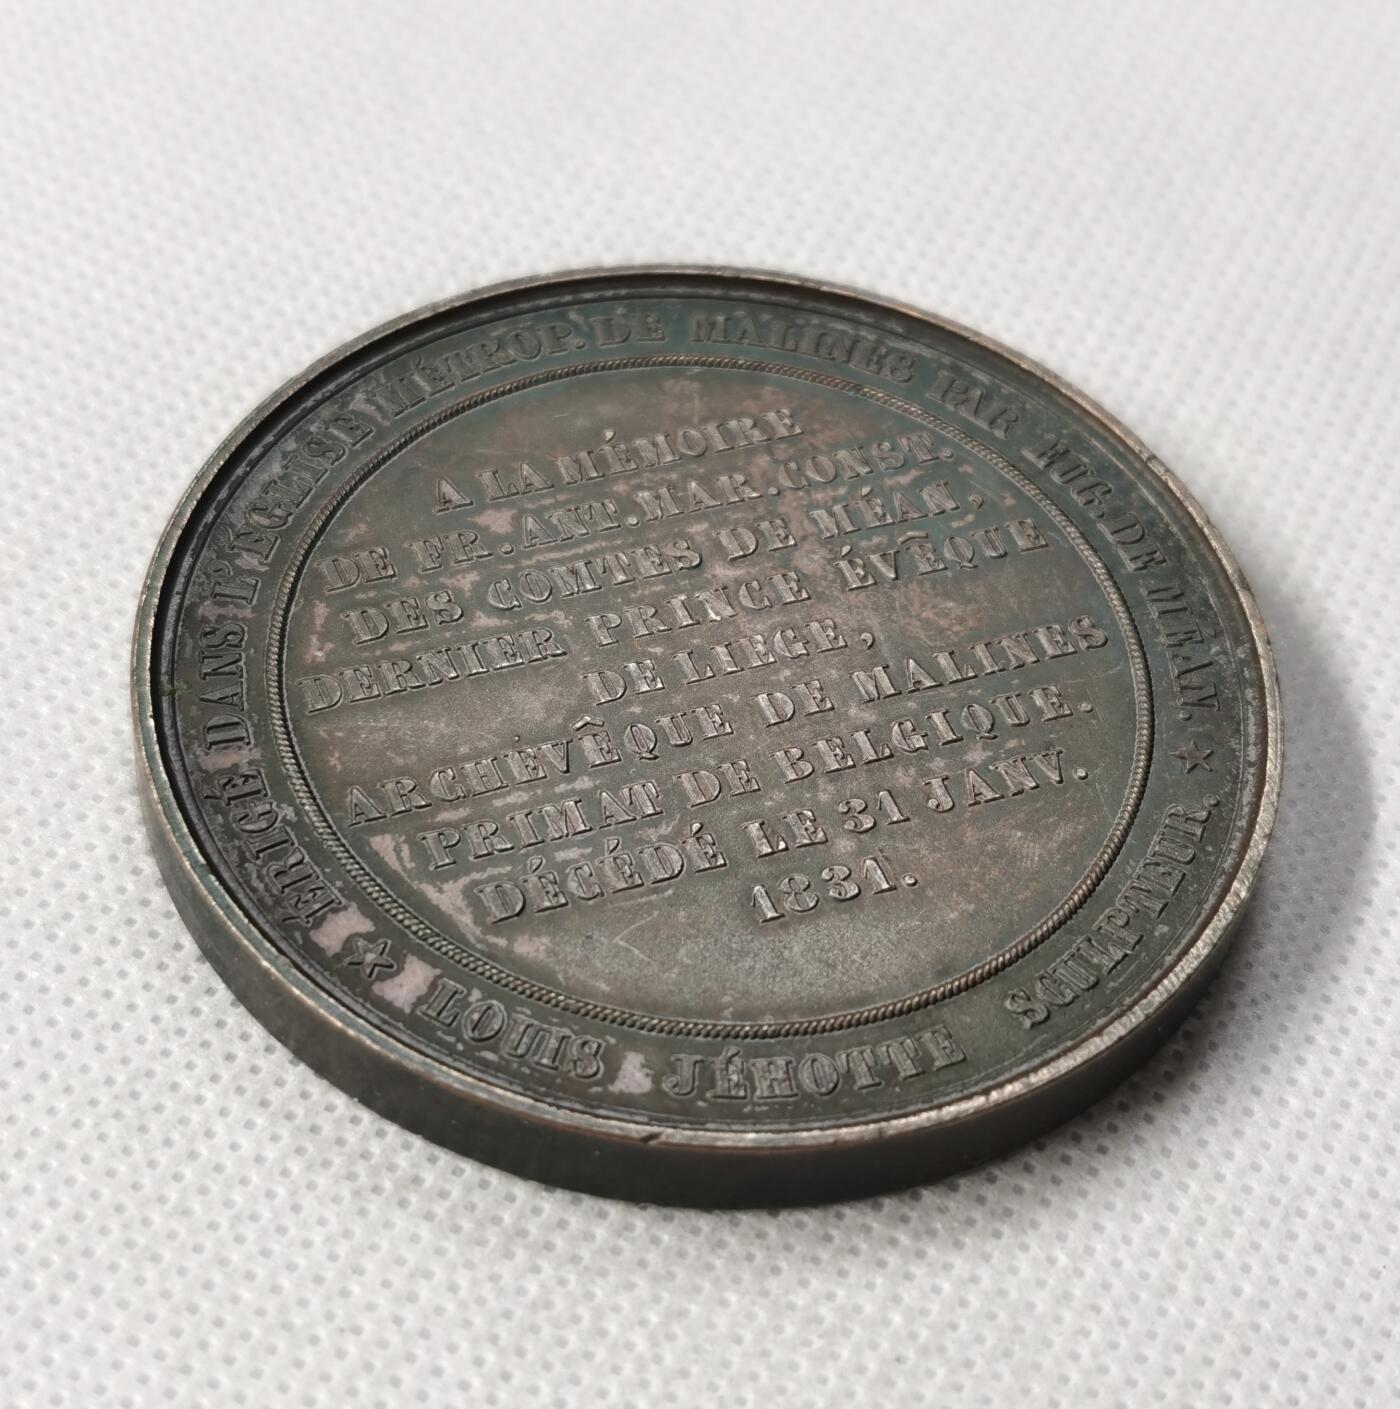 ÉRIGÉ DANS L'ÉGLISE MÉTROP. DE MALINES PAR EUG. DE MÉAN.
LOUIS JÉHOTTE SCULPTEUR.
A LA MÉMOIRE
DE FR. ANT. MAR. CONST.
DES COMTES DE MÉAN,
DERNIER PRINCE ÉVÊQUE
DE LIEGE,
ARCHEVÊQUE DE MALINES
PRIMAT DE BELGIQUE.
DÉCÉDÉ LE 31 JANV.
1831.